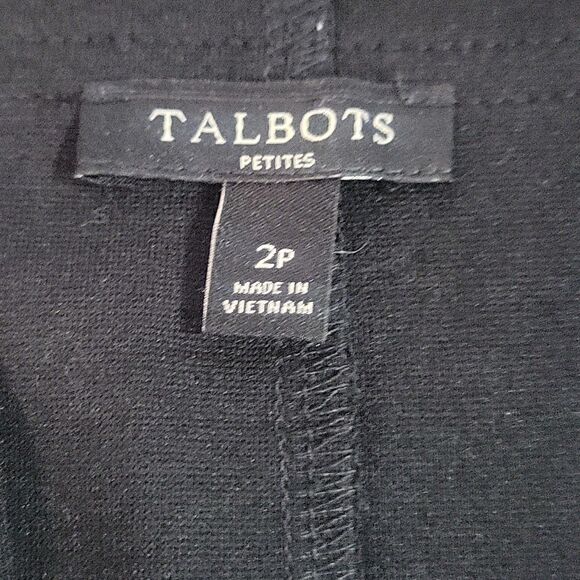 TALBOTS
PETITES
2P
MADE IN
VIETNAM